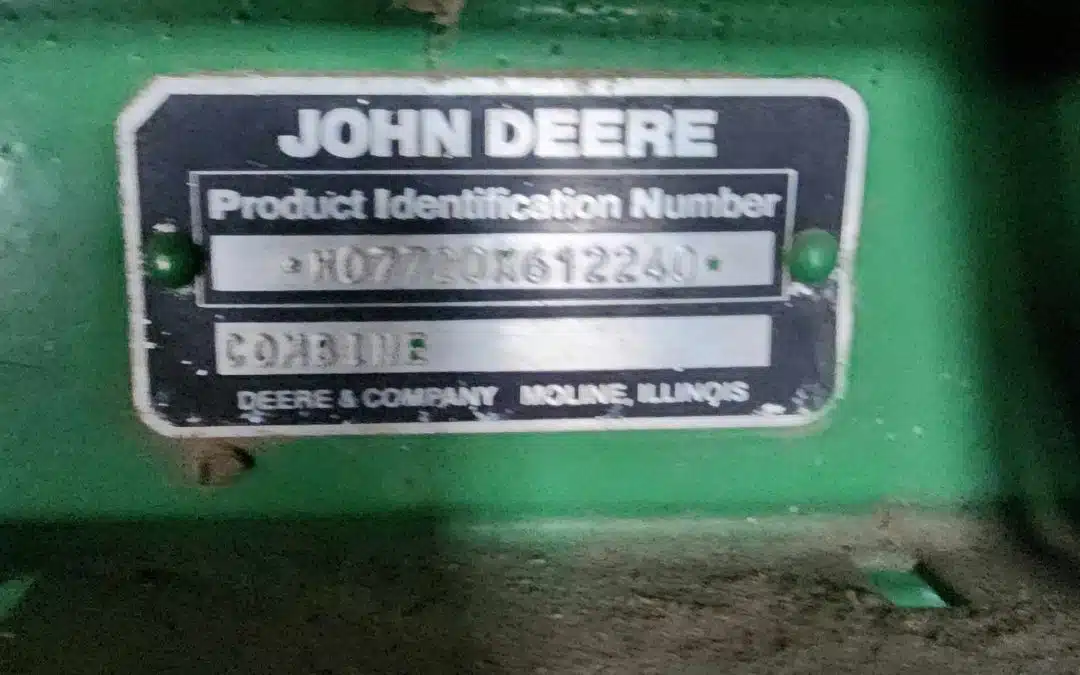 JOHN DEERE
Product Identification Number
*H07720X612240*
COMBINE
DEERE & COMPANY MOLINE, ILLINOIS